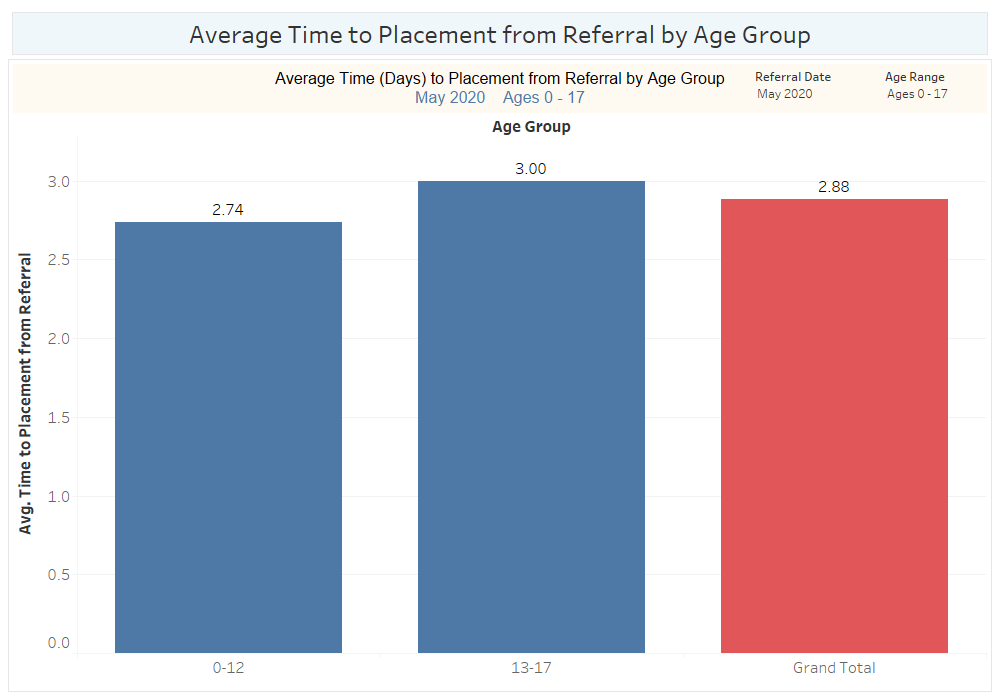 Average Time to Placement from Referral by Age Group
Average Time (Days) to Placement from Referral by Age Group
May 2020 Ages 0 - 17
Referral Date
May 2020
Age Range
Ages 0 - 17
Age Group
Avg. Time to Placement from Referral
3.0
2.5
2.0
1.5
1.0
0.5
0.0
2.74
3.00
2.88
0-12
13-17
Grand Total